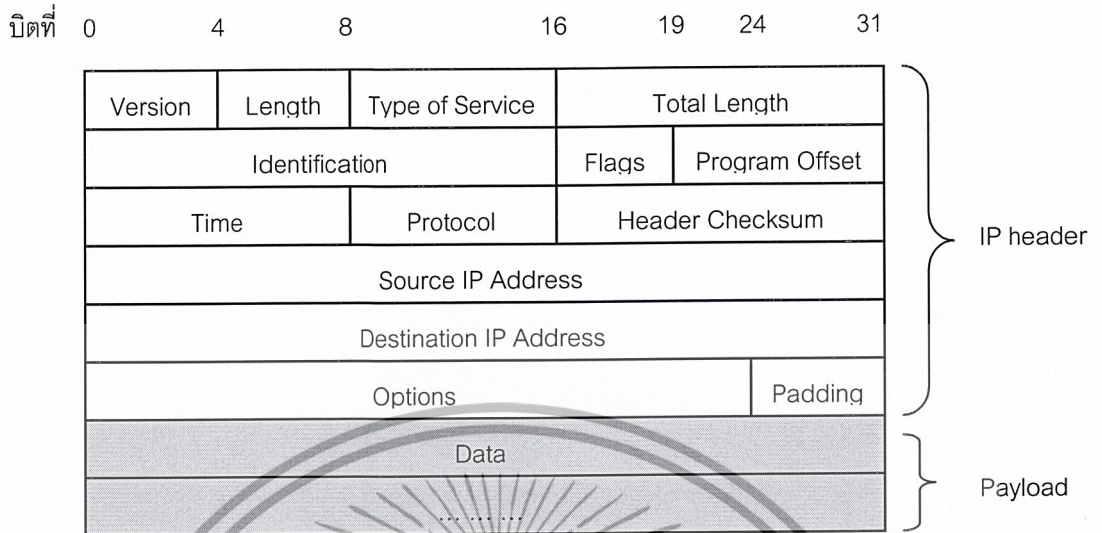 บิตที่ 0 4 8 16 19 24 31
Version Length Type of Service Total Length
Identification Flags Program Offset
Time Protocol Header Checksum
IP header
Source IP Address
Destination IP Address
Options Padding
Data
Payload
... ... ...